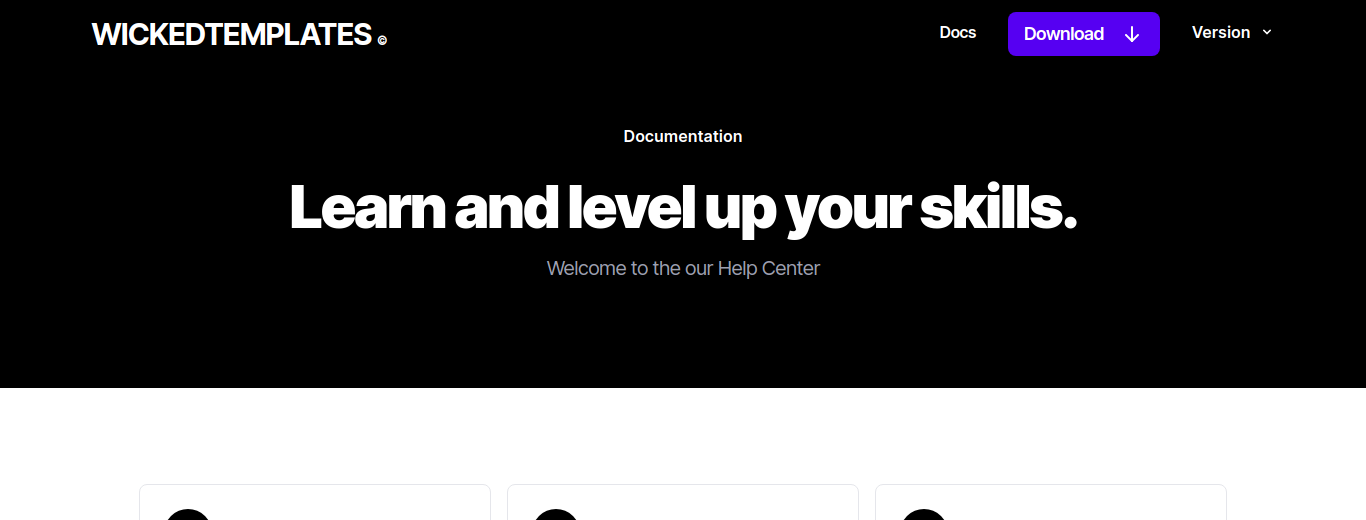 WICKEDTEMPLATES ©
Docs
Download
Version
Documentation
Learn and level up your skills.
Welcome to the our Help Center